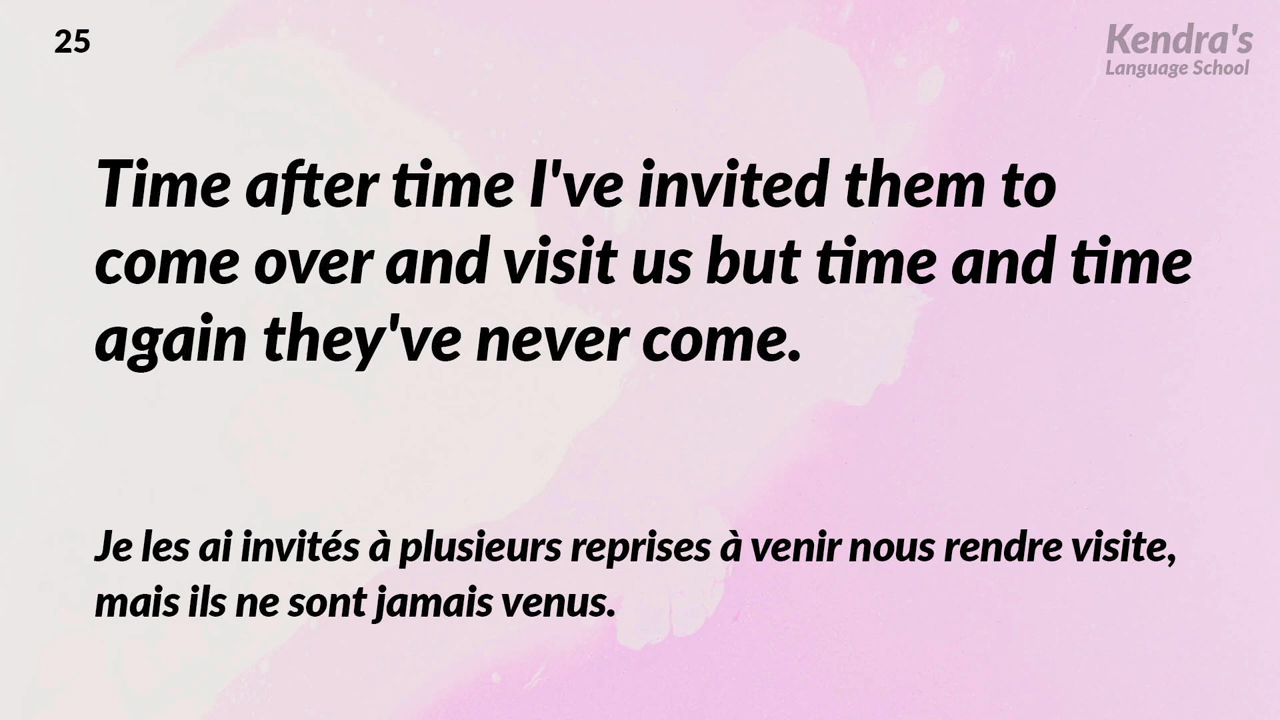 25
Kendra's
Language School
Time after time I've invited them to
come over and visit us but time and time
again they've never come.
Je les ai invités à plusieurs reprises à venir nous rendre visite,
mais ils ne sont jamais venus.